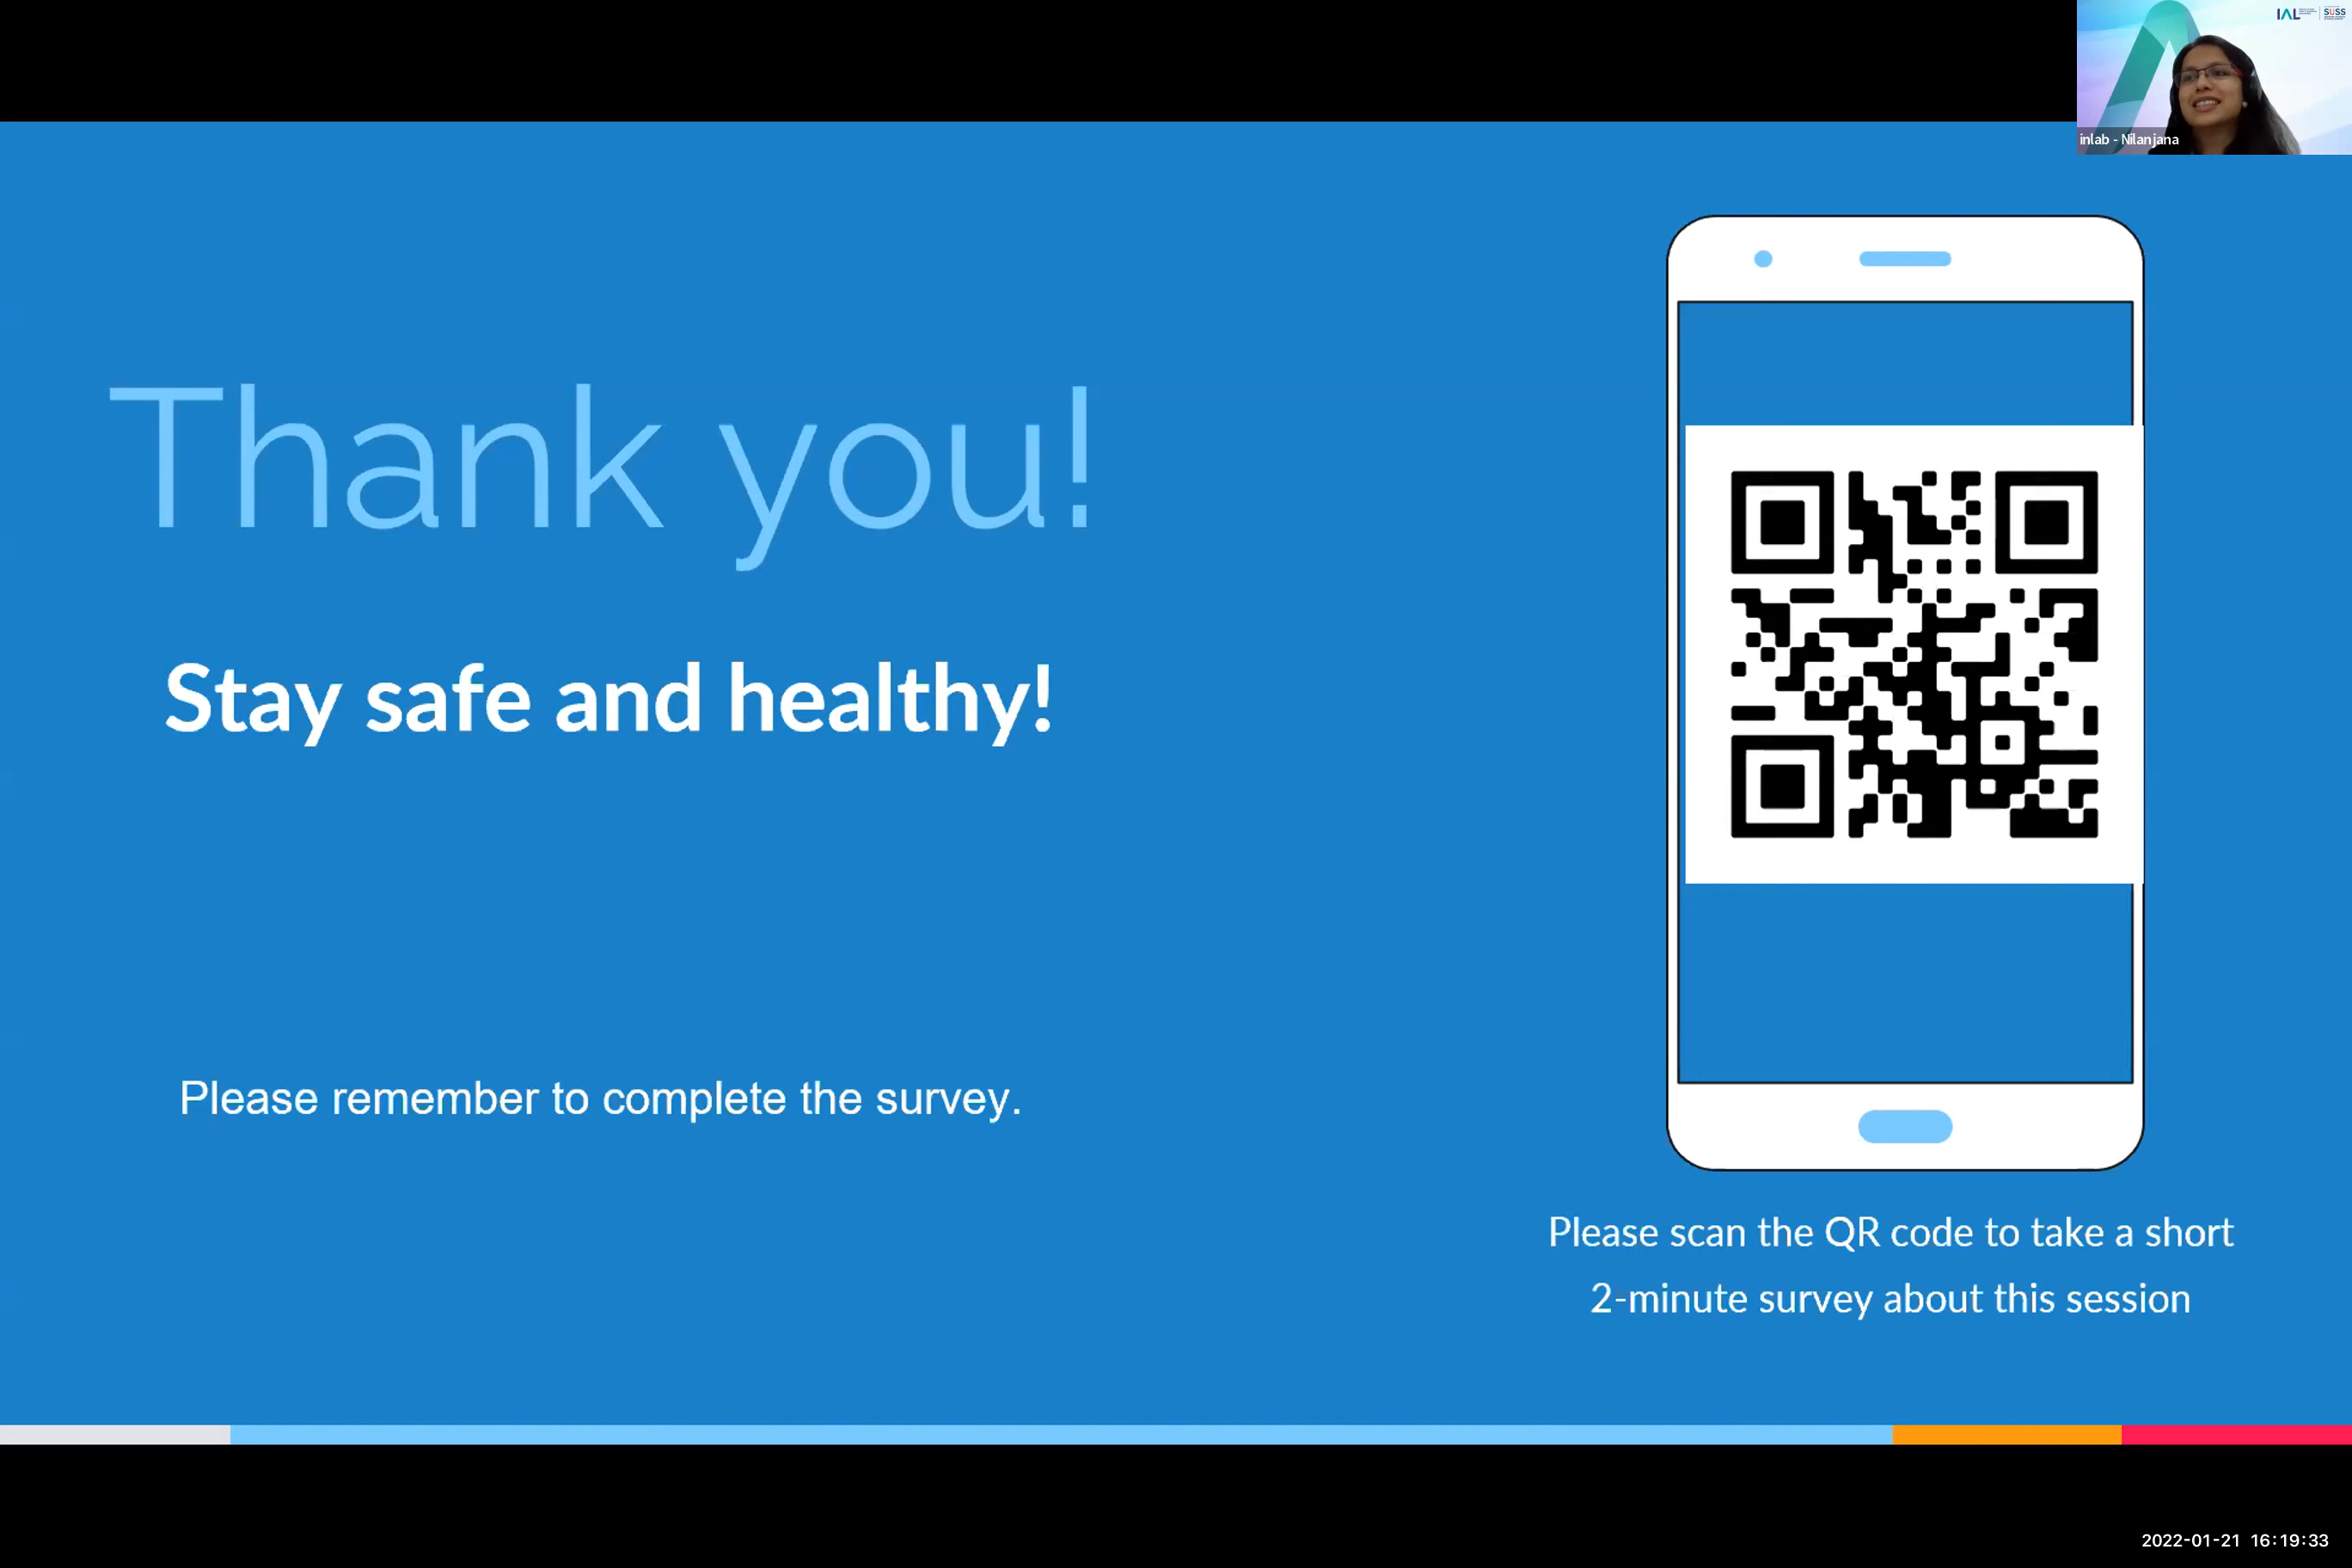 IAL
SUSS
inlab - Nilanjana
Thank you!
Stay safe and healthy!
Please remember to complete the survey.
Please scan the QR code to take a short
2-minute survey about this session
2022-01-21 16:19:33